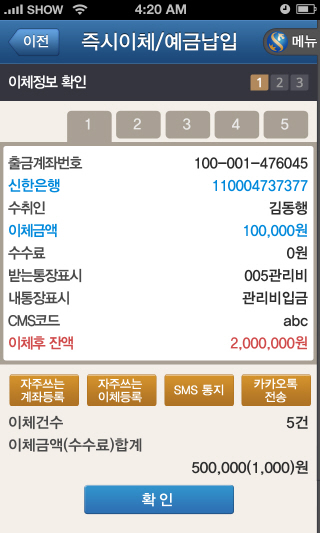 SHOW 4:20 AM
이전 즉시이체/예금납입 메뉴
이체정보 확인 1 2 3
1 2 3 4 5
출금계좌번호 100-001-476045
신한은행 110004737377
수취인 김동행
이체금액 100,000원
수수료 0원
받는통장표시 005관리비
내통장표시 관리비입금
CMS코드 abc
이체후 잔액 2,000,000원
자주쓰는 계좌등록 자주쓰는 이체등록 SMS 통지 카카오톡 전송
이체건수 5건
이체금액(수수료)합계
500,000(1,000)원
확 인